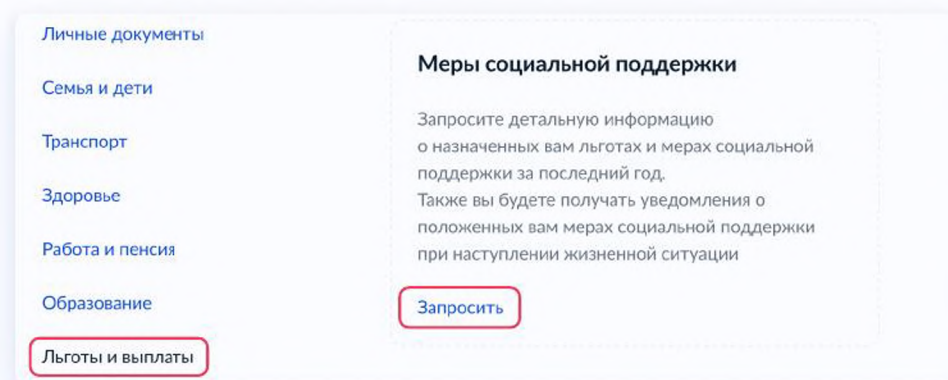 Личные документы
Семья и дети
Транспорт
Здоровье
Работа и пенсия
Образование
Льготы и выплаты
Меры социальной поддержки
Запросите детальную информацию
о назначенных вам льготах и мерах социальной
поддержки за последний год.
Также вы будете получать уведомления о
положенных вам мерах социальной поддержки
при наступлении жизненной ситуации
Запросить